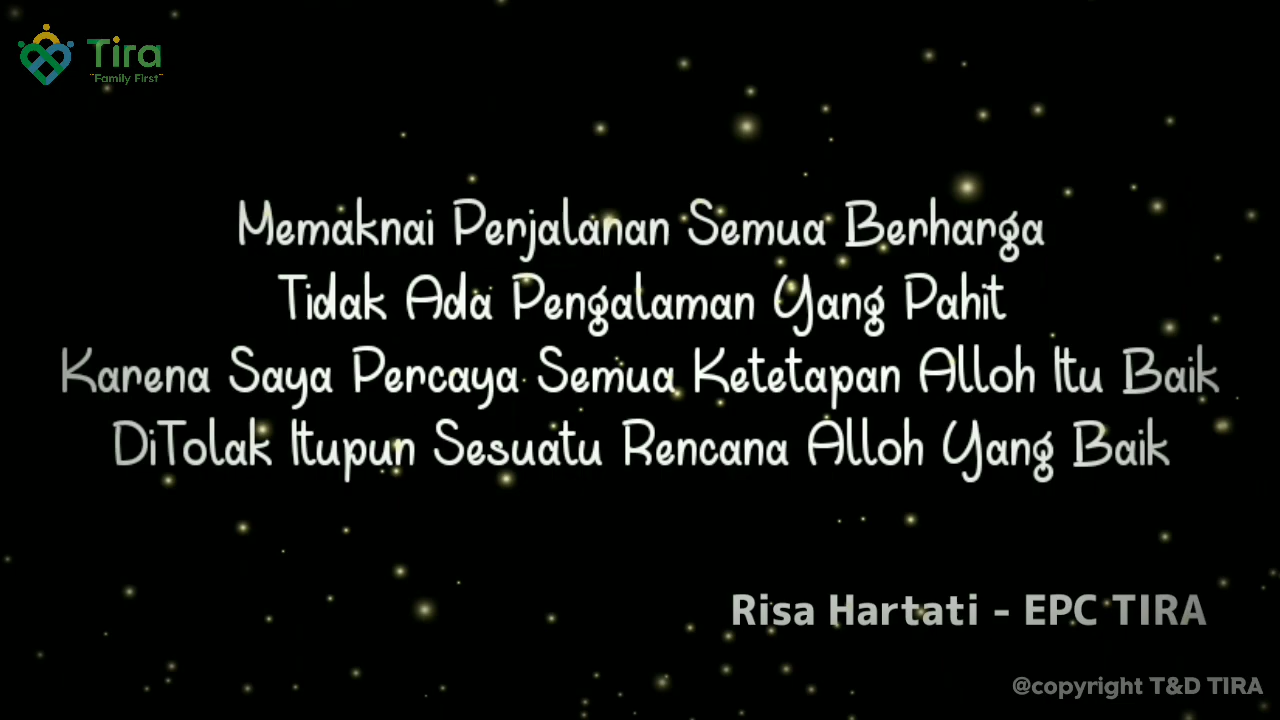 Tira
"Family First"
Memaknai Perjalanan Semua Berharga
Tidak Ada Pengalaman Yang Pahit
Karena Saya Percaya Semua Ketetapan Alloh Itu Baik
DiTolak Itupun Sesuatu Rencana Alloh Yang Baik
Risa Hartati - EPC TIRA
@copyright T&D TIRA